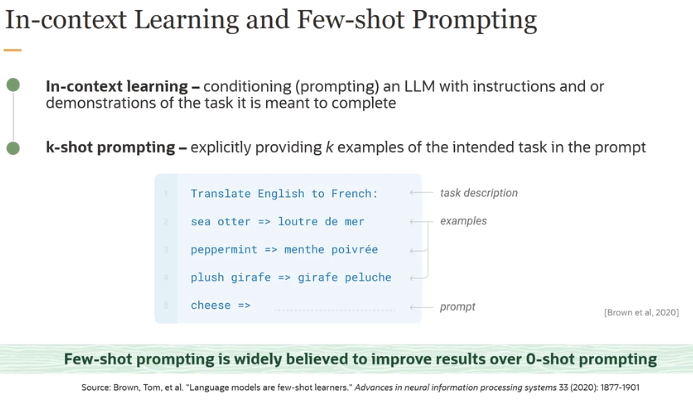 In-context Learning and Few-shot Prompting
In-context learning – conditioning (prompting) an LLM with instructions and or
demonstrations of the task it is meant to complete
k-shot prompting – explicitly providing k examples of the intended task in the prompt
1 Translate English to French: task description
2 sea otter => loutre de mer examples
3 peppermint => menthe poivrée
4 plush girafe => girafe peluche
5 cheese => prompt
[Brown et al, 2020]
Few-shot prompting is widely believed to improve results over 0-shot prompting
Source: Brown, Tom, et al. "Language models are few-shot learners." Advances in neural information processing systems 33 (2020): 1877-1901